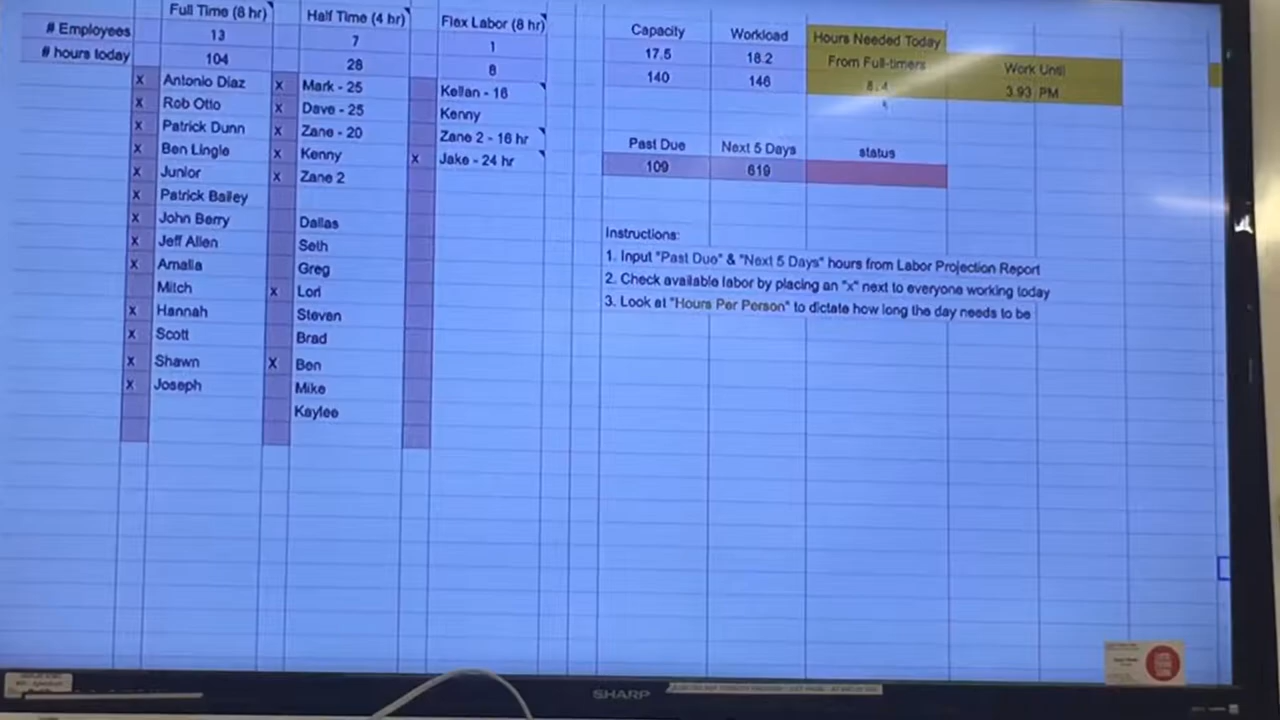 Full Time (8 hr) Half Time (4 hr) Flex Labor (8 hr)
# Employees 13 7 1
# hours today 104 28 8
x Antonio Diaz x Mark - 25 Kellan - 16
x Rob Otto x Dave - 25 Kenny
x Patrick Dunn x Zane - 20 Zane 2 - 16 hr
x Ben Lingle x Kenny x Jake - 24 hr
x Junior x Zane 2
x Patrick Bailey
x John Berry Dallas
x Jeff Allen Seth
x Amalia Greg
Mitch x Lori
x Hannah Steven
x Scott Brad
x Shawn x Ben
x Joseph Mike
Kaylee
Capacity Workload Hours Needed Today
17.5 18.2 From Full-timers Work Until
140 146 8.4 3.93 PM
Past Due Next 5 Days status
109 619
Instructions:
1. Input "Past Due" & "Next 5 Days" hours from Labor Projection Report
2. Check available labor by placing an "x" next to everyone working today
3. Look at "Hours Per Person" to dictate how long the day needs to be
SHARP